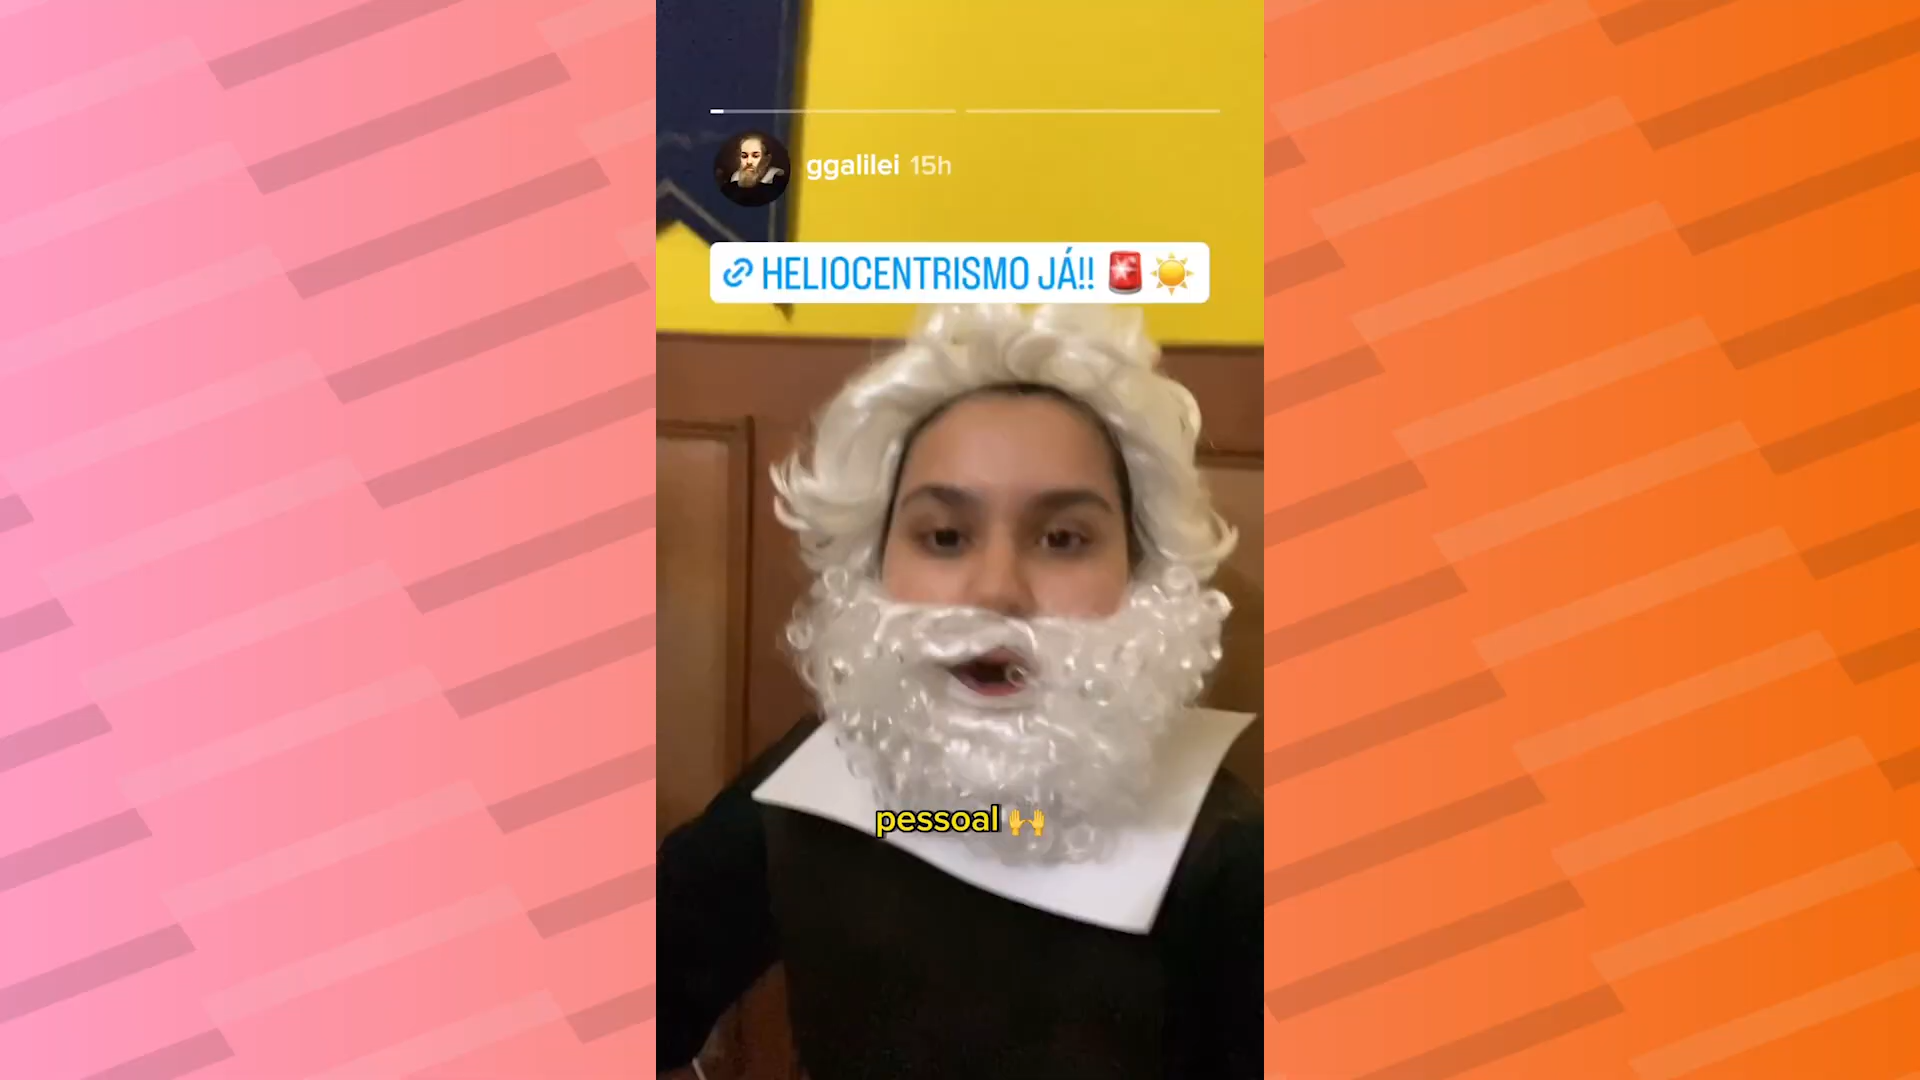 ggalilei 15h
HELIOCENTRISMO JÁ!! 🚨☀️
pessoal 🙌